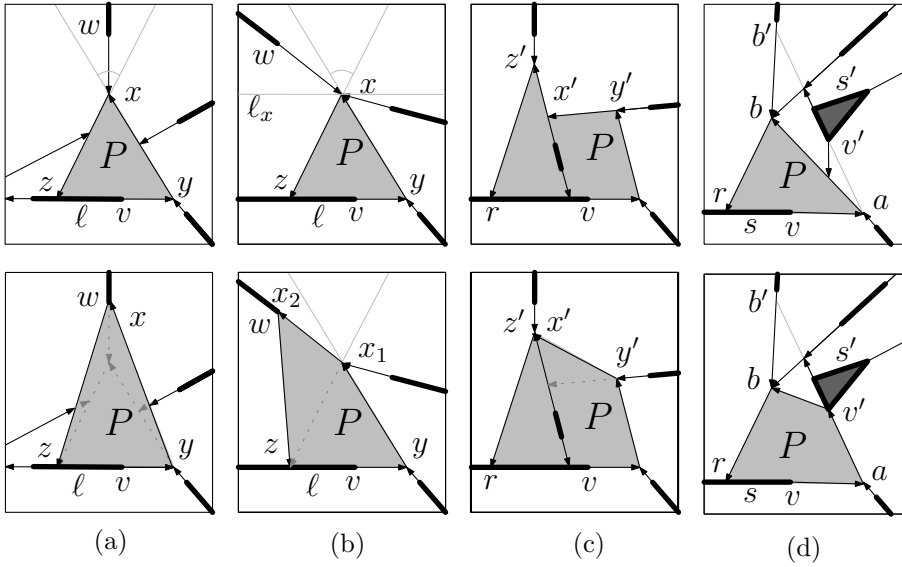 w x P z y ℓ v
w x ℓx P z y ℓ v
z′ x′ y′ P r v
b′ s′ b v′ P r a s v
w x P z y ℓ v
x2 w x1 P z y ℓ v
z′ x′ y′ P r v
b′ s′ b v′ P r a s v
(a) (b) (c) (d)